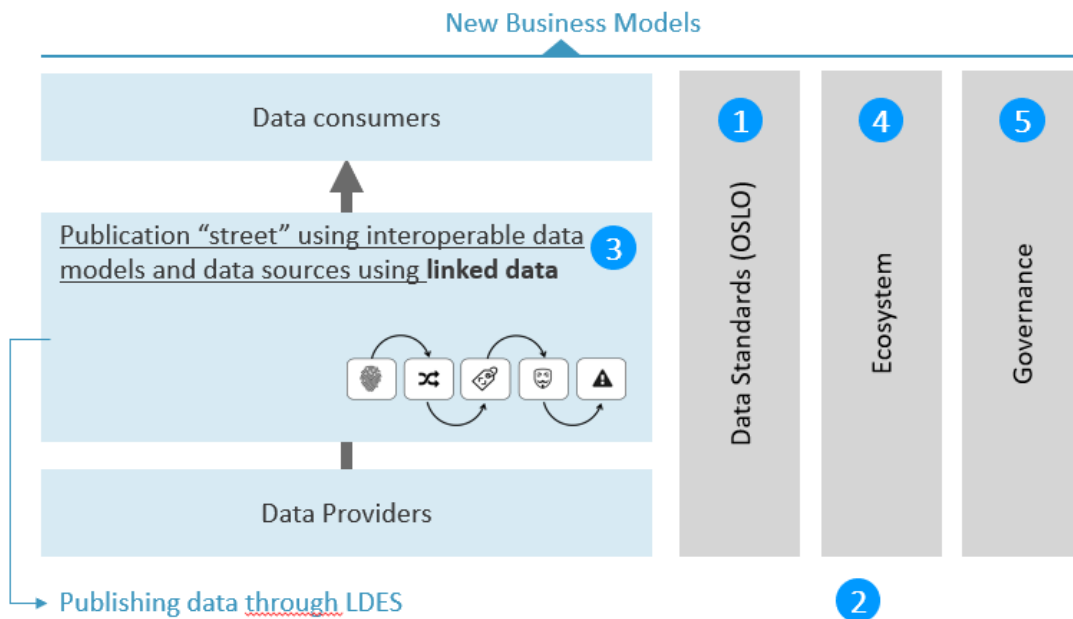 New Business Models
Data consumers
1
4
5
Publication “street” using interoperable data
models and data sources using linked data
3
Data Standards (OSLO)
Ecosystem
Governance
Data Providers
Publishing data through LDES
2